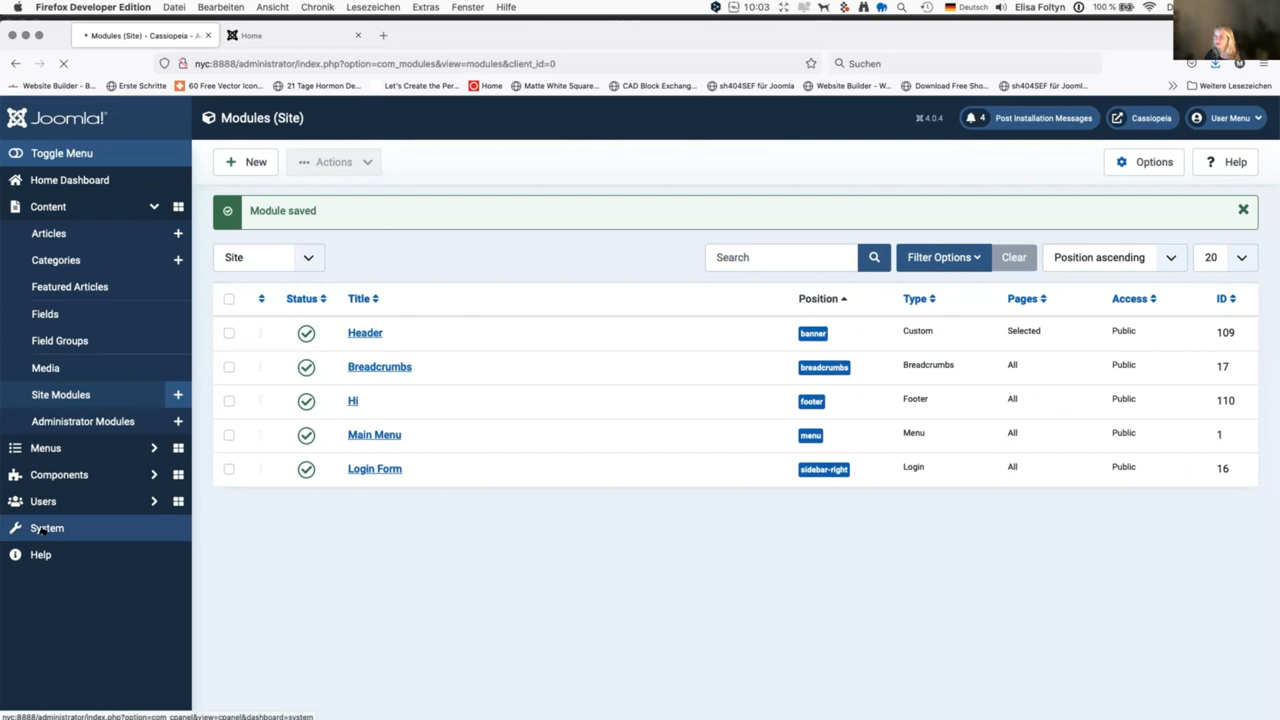 Firefox Developer Edition Datei Bearbeiten Ansicht Chronik Lesezeichen Extras Fenster Hilfe 10:03 Deutsch Elisa Foltyn 100 %
Modules (Site) - Cassiopeia - A Home
nyc:8888/administrator/index.php?option=com_modules&view=modules&client_id=0 Suchen
Website Builder - B... Erste Schritte 60 Free Vector Icon... 21 Tage Hormon De... Let's Create the Per... Home Matte White Square... CAD Block Exchang... sh404SEF für Joomla Website Builder - W... Download Free Sho... sh404SEF für Jooml... Weitere Lesezeichen
Joomla! Modules (Site) 4.0.4 4 Post Installation Messages Cassiopeia User Menu
Toggle Menu
Home Dashboard
Content
Articles
Categories
Featured Articles
Fields
Field Groups
Media
Site Modules
Administrator Modules
Menus
Components
Users
System
Help
New Actions Options Help
Module saved
Site Search Filter Options Clear Position ascending 20
Status Title Position Type Pages Access ID
Header banner Custom Selected Public 109
Breadcrumbs breadcrumbs Breadcrumbs All Public 17
Hi footer Footer All Public 110
Main Menu menu Menu All Public 1
Login Form sidebar-right Login All Public 16
nyc:8888/administrator/index.php?option=com_cpanel&view=cpanel&dashboard=system